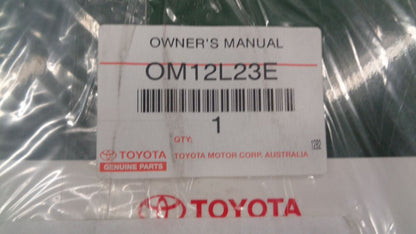 OWNER'S MANUAL
OM12L23E
1
QTY:
TOYOTA
GENUINE PARTS
TOYOTA MOTOR CORP. AUSTRALIA
TOYOTA